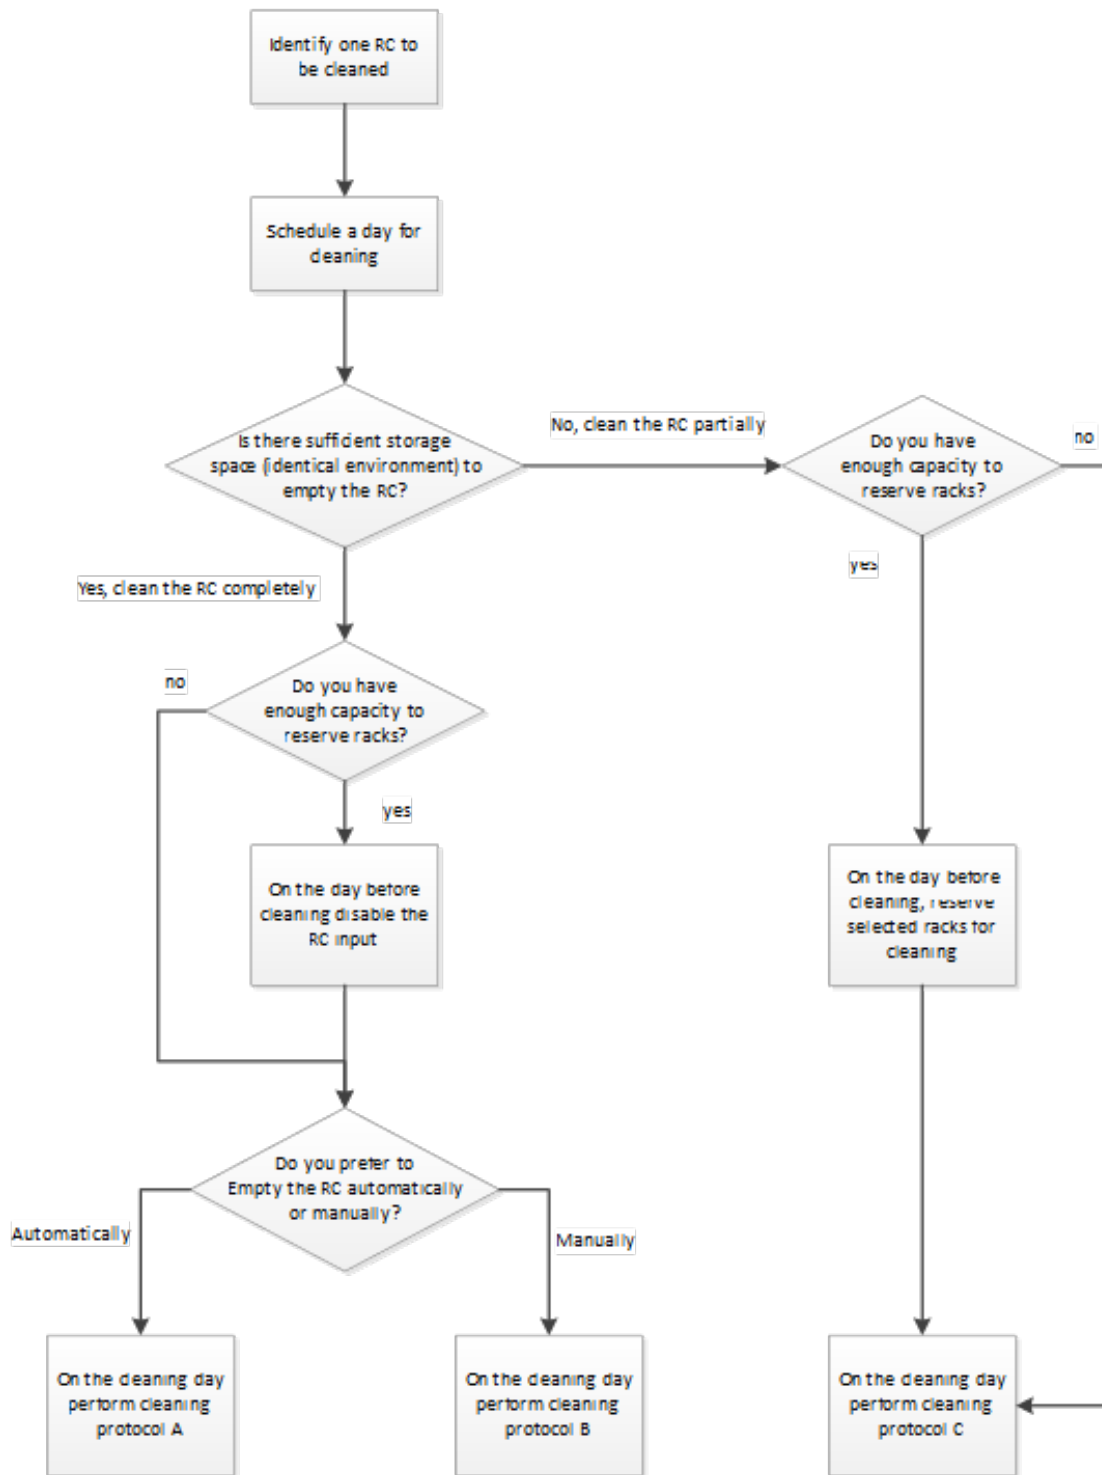 Identify one RC to
be cleaned
Schedule a day for
cleaning
Is there sufficient storage
space (identical environment) to
empty the RC?
No, clean the RC partially
Do you have
enough capacity to
reserve racks?
no
yes
Yes, clean the RC completely
no
Do you have
enough capacity to
reserve racks?
yes
On the day before
cleaning disable the
RC input
On the day before
cleaning, reserve
selected racks for
cleaning
Do you prefer to
Empty the RC automatically
or manually?
Automatically
Manually
On the cleaning day
perform cleaning
protocol A
On the cleaning day
perform cleaning
protocol B
On the cleaning day
perform cleaning
protocol C